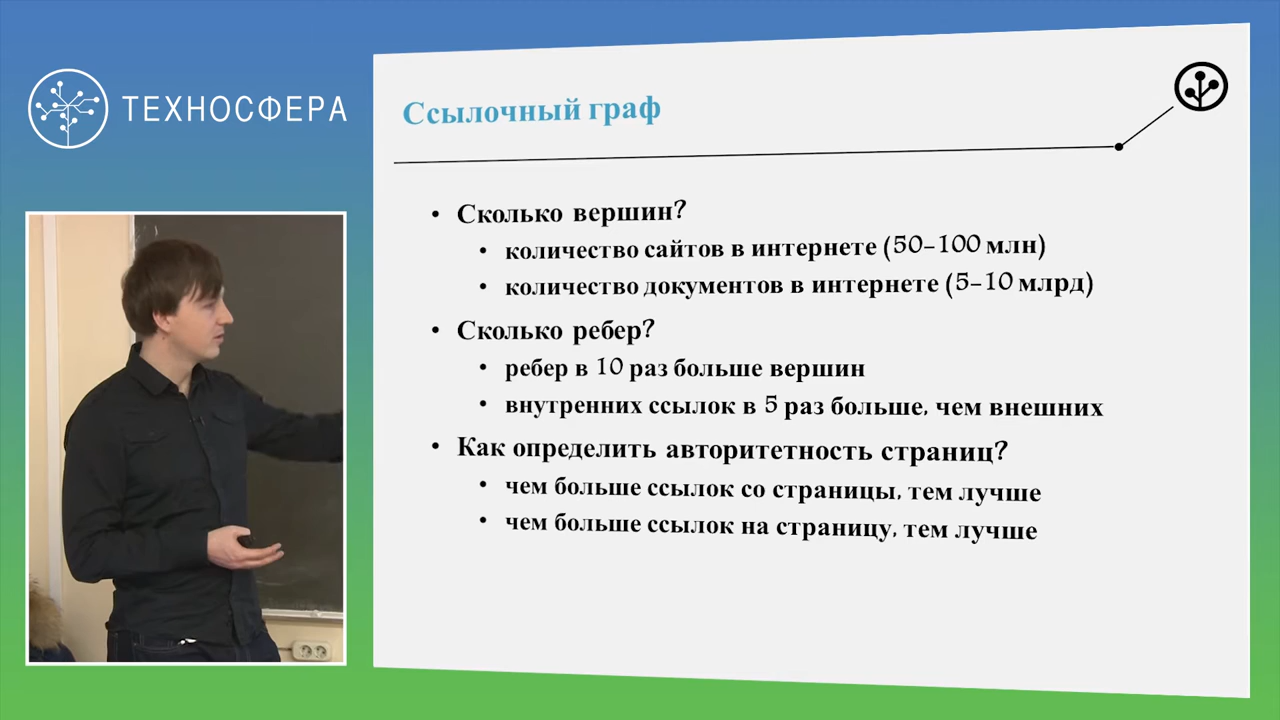 ТЕХНОСФЕРА
Ссылочный граф
• Сколько вершин?
• количество сайтов в интернете (50-100 млн)
• количество документов в интернете (5-10 млрд)
• Сколько ребер?
• ребер в 10 раз больше вершин
• внутренних ссылок в 5 раз больше, чем внешних
• Как определить авторитетность страниц?
• чем больше ссылок со страницы, тем лучше
• чем больше ссылок на страницу, тем лучше